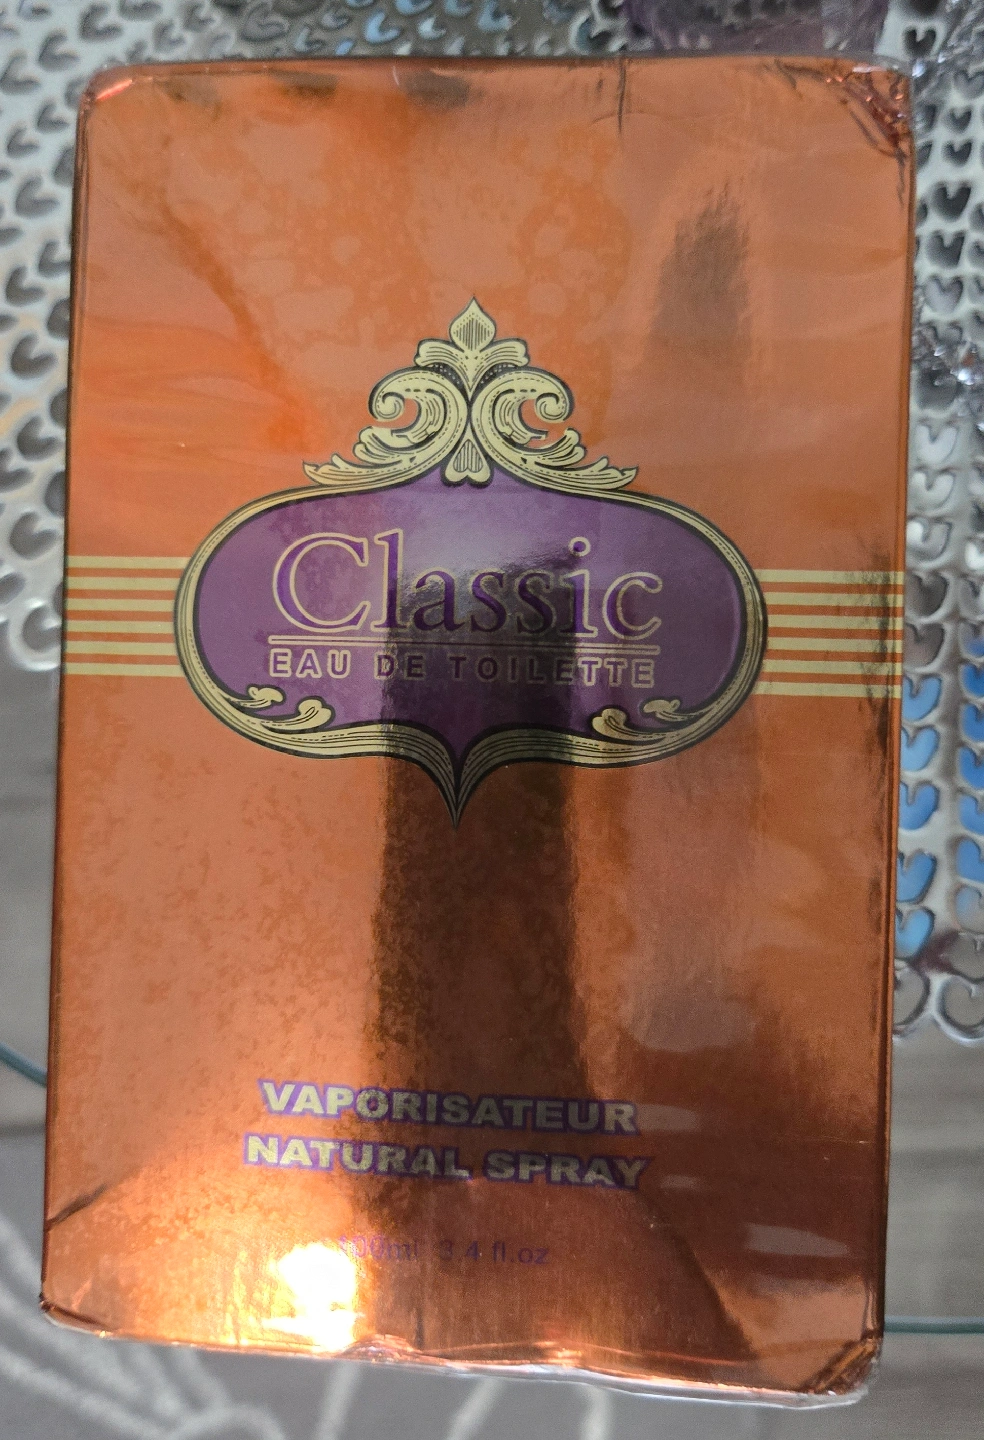 Classic
EAU DE TOILETTE
VAPORISATEUR
NATURAL SPRAY
100ml 3.4 fl.oz